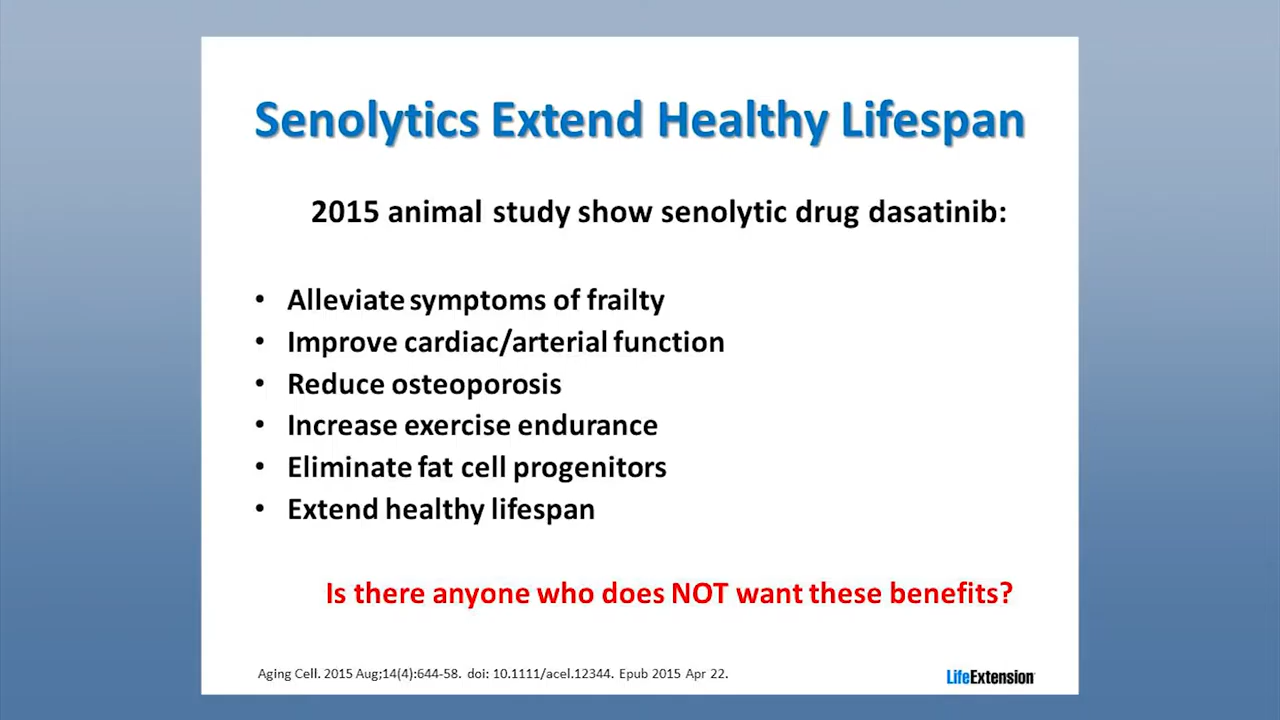 Senolytics Extend Healthy Lifespan
2015 animal study show senolytic drug dasatinib:
• Alleviate symptoms of frailty
• Improve cardiac/arterial function
• Reduce osteoporosis
• Increase exercise endurance
• Eliminate fat cell progenitors
• Extend healthy lifespan
Is there anyone who does NOT want these benefits?
Aging Cell. 2015 Aug;14(4):644-58. doi: 10.1111/acel.12344. Epub 2015 Apr 22.
LifeExtension